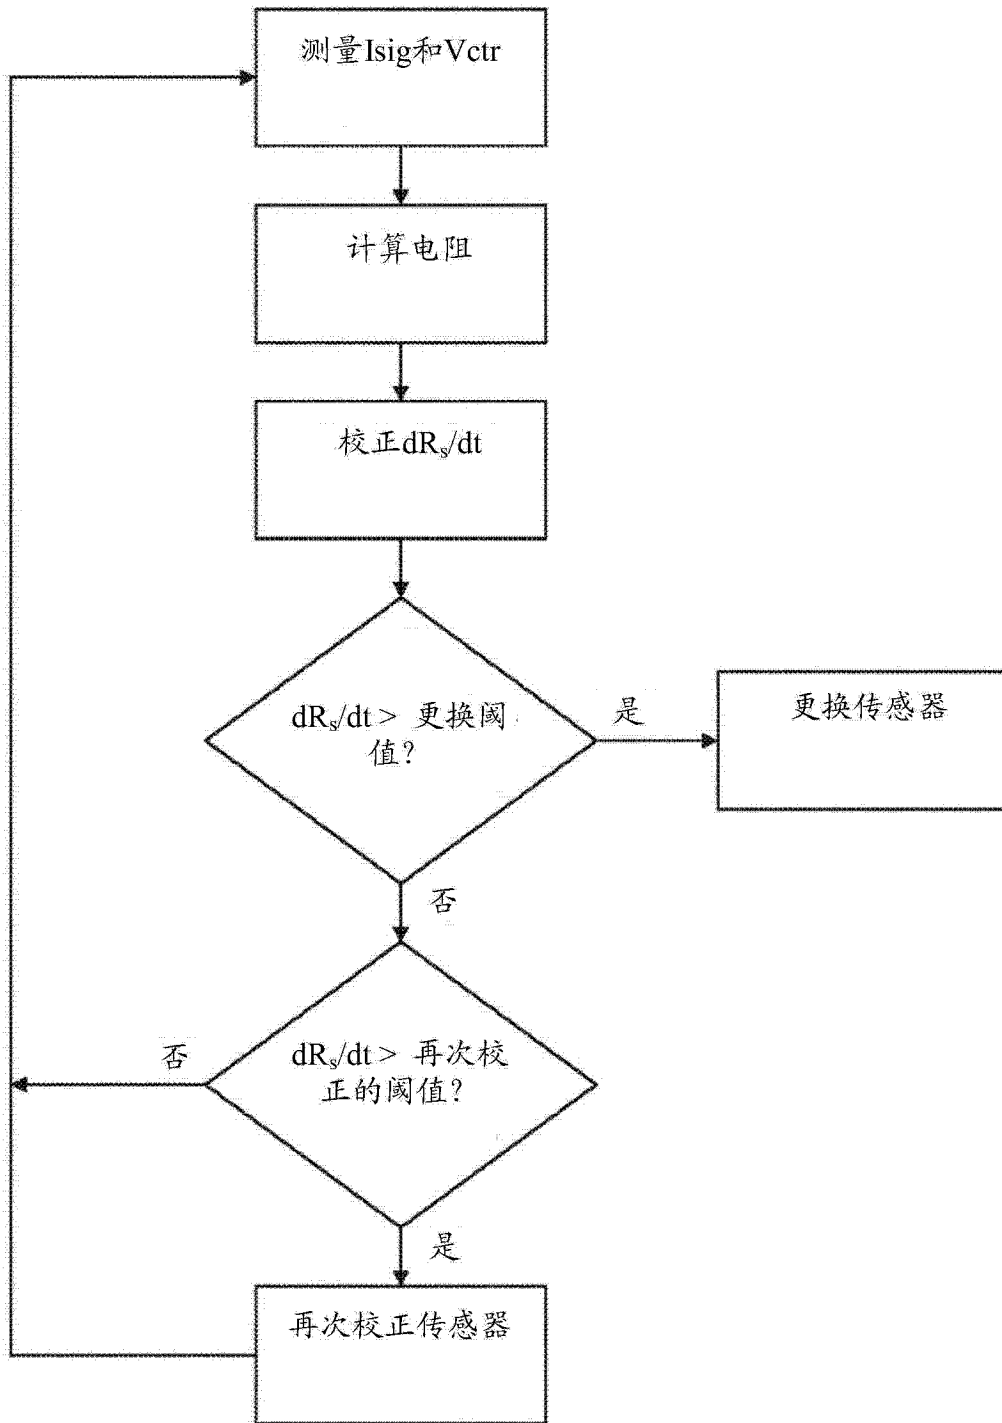 测量Isig和Vctr
计算电阻
校正dRs/dt
dRs/dt > 更换阈
值?
是
更换传感器
否
dRs/dt > 再次校
正的阈值?
否
是
再次校正传感器